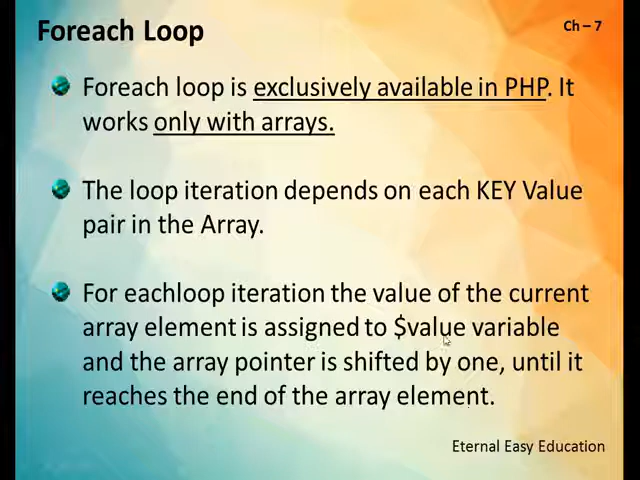 Foreach Loop
Ch – 7
Foreach loop is exclusively available in PHP. It
works only with arrays.
The loop iteration depends on each KEY Value
pair in the Array.
For eachloop iteration the value of the current
array element is assigned to $value variable
and the array pointer is shifted by one, until it
reaches the end of the array element.
Eternal Easy Education